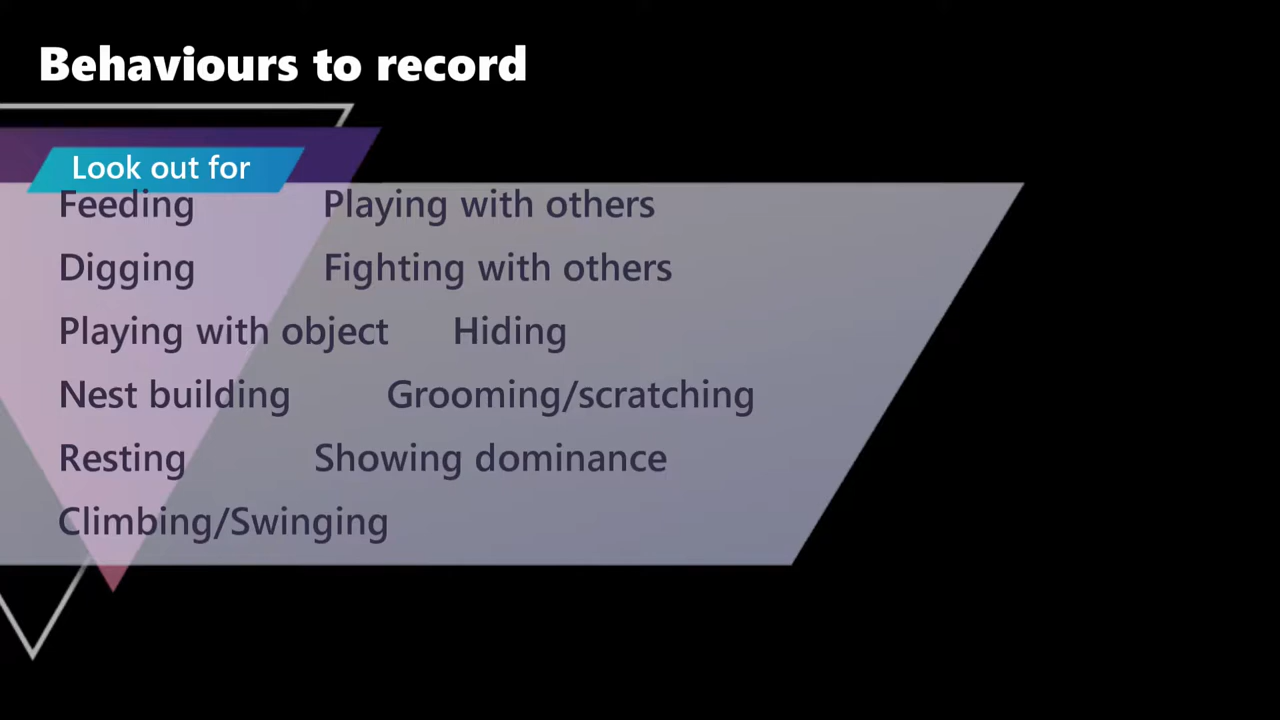 Behaviours to record
Look out for
Feeding Playing with others
Digging Fighting with others
Playing with object Hiding
Nest building Grooming/scratching
Resting Showing dominance
Climbing/Swinging